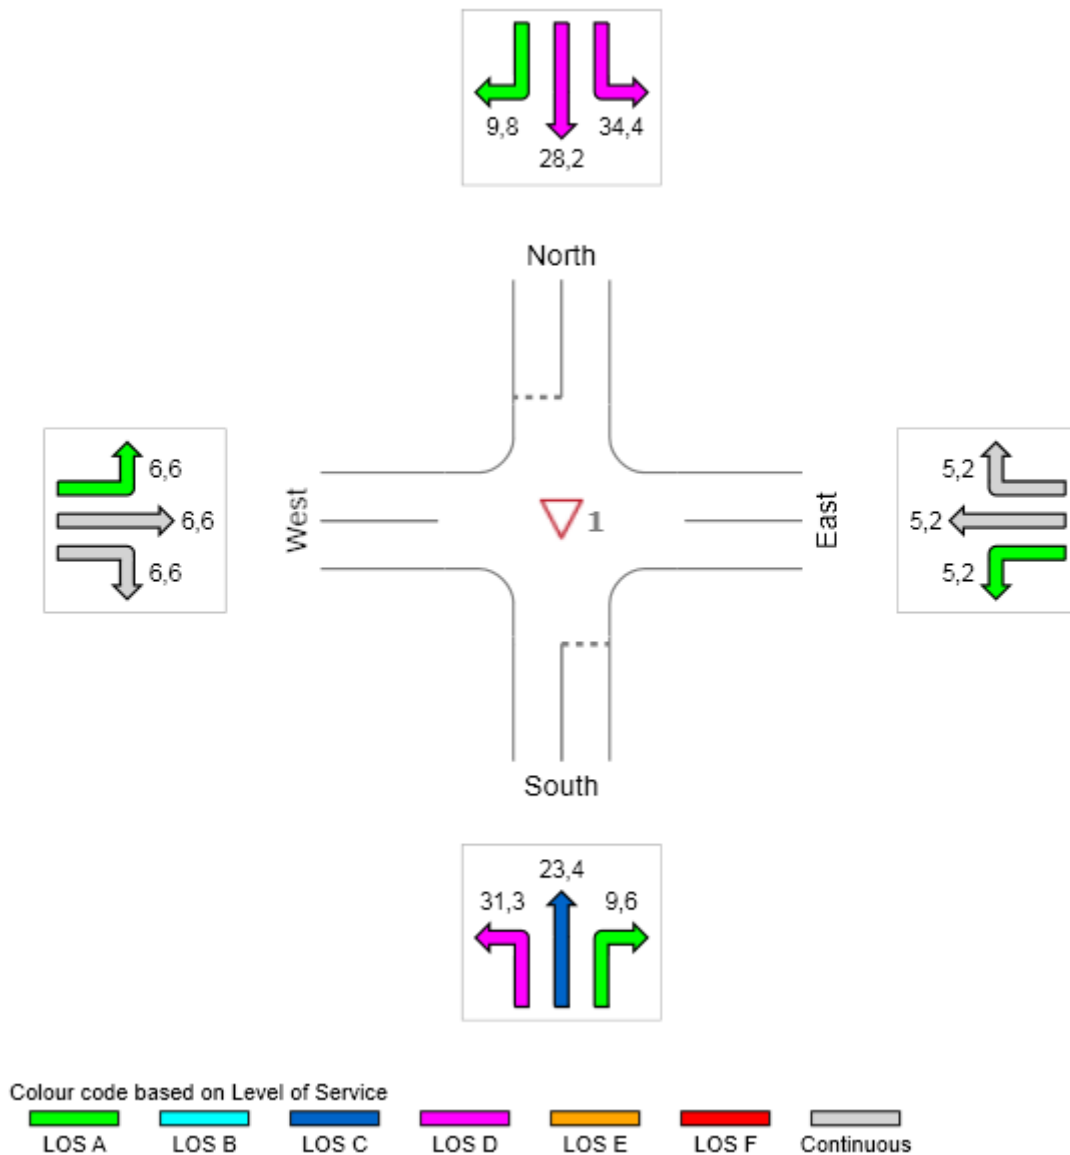 9,8
34,4
28,2
North
6,6
6,6
6,6
West
1
East
5,2
5,2
5,2
South
23,4
31,3
9,6
Colour code based on Level of Service
LOS A
LOS B
LOS C
LOS D
LOS E
LOS F
Continuous